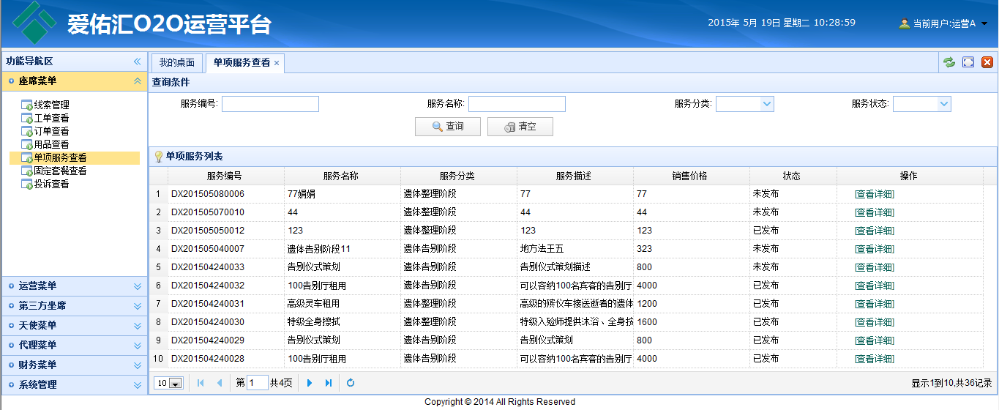 爱佑汇O2O运营平台
2015年 5月 19日 星期二 10:28:59
当前用户:运营A
功能导航区
座席菜单
线索管理
工单查看
订单查看
用品查看
单项服务查看
固定套餐查看
投诉查看
运营菜单
第三方坐席
天使菜单
代理菜单
财务菜单
系统管理
我的桌面 单项服务查看
查询条件
服务编号: 服务名称: 服务分类: 服务状态:
查询 清空
单项服务列表
服务编号 服务名称 服务分类 服务描述 销售价格 状态 操作
1 DX201505080006 77娟娟 遗体整理阶段 77 77 未发布 [查看详细]
2 DX201505070010 44 遗体整理阶段 44 44 未发布 [查看详细]
3 DX201505050012 123 遗体整理阶段 123 123 已发布 [查看详细]
4 DX201505040007 遗体告别阶段11 遗体告别阶段 地方法王五 323 未发布 [查看详细]
5 DX201504240033 告别仪式策划 遗体告别阶段 告别仪式策划描述 800 未发布 [查看详细]
6 DX201504240032 100告别厅租用 遗体告别阶段 可以容纳100名宾客的告别厅 4000 已发布 [查看详细]
7 DX201504240031 高级灵车租用 遗体整理阶段 高级的殡仪车接送逝者的遗体 1200 已发布 [查看详细]
8 DX201504240030 特级全身擦拭 遗体整理阶段 特级入殓师提供沐浴、全身按 1600 已发布 [查看详细]
9 DX201504240029 告别仪式策划 遗体告别阶段 告别仪式策划 800 已发布 [查看详细]
10 DX201504240028 100告别厅租用 遗体告别阶段 可以容纳100名宾客的告别厅 4000 已发布 [查看详细]
10 第 1 共4页 显示1到10,共36记录
Copyright © 2014 All Rights Reserved